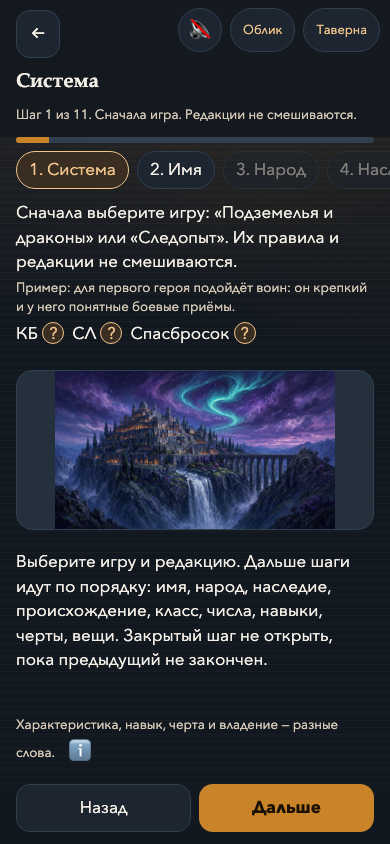 Облик
Таверна
Система
Шаг 1 из 11. Сначала игра. Редакции не смешиваются.
1. Система
2. Имя
3. Народ
4. Нас
Сначала выберите игру: «Подземелья и
драконы» или «Следопыт». Их правила и
редакции не смешиваются.
Пример: для первого героя подойдёт воин: он крепкий
и у него понятные боевые приёмы.
КБ ? СЛ ? Спасбросок ?
Выберите игру и редакцию. Дальше шаги
идут по порядку: имя, народ, наследие,
происхождение, класс, числа, навыки,
черты, вещи. Закрытый шаг не открыть,
пока предыдущий не закончен.
Характеристика, навык, черта и владение – разные
слова. i
Назад
Дальше